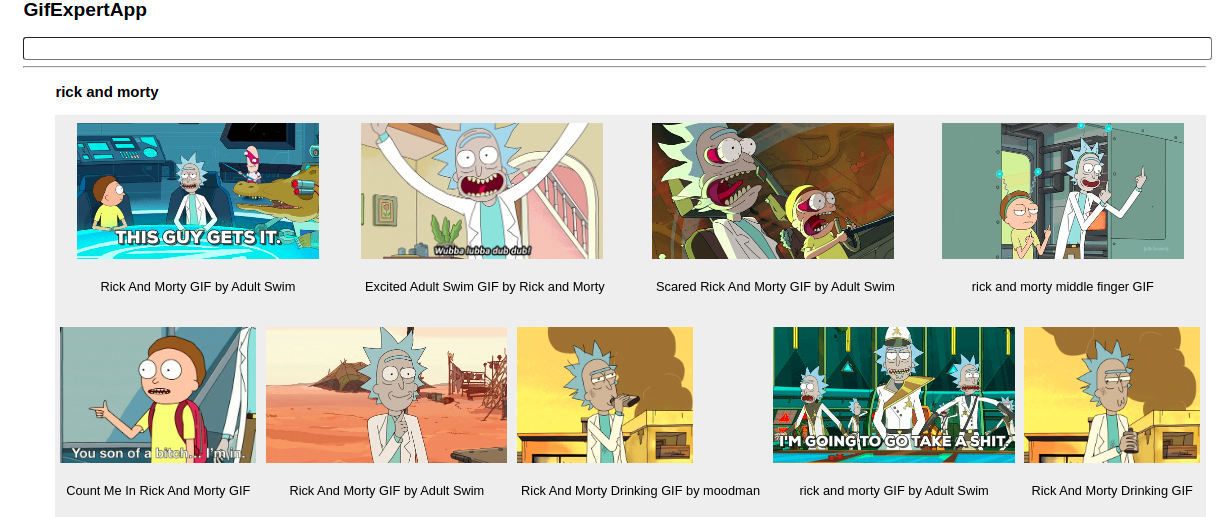 GifExpertApp
rick and morty
THIS GUY GETS IT.
Wubba lubba dub dub!
Rick And Morty GIF by Adult Swim
Excited Adult Swim GIF by Rick and Morty
Scared Rick And Morty GIF by Adult Swim
rick and morty middle finger GIF
You son of a bitch... I'm in.
I'M GOING TO GO TAKE A SHIT.
Count Me In Rick And Morty GIF
Rick And Morty GIF by Adult Swim
Rick And Morty Drinking GIF by moodman
rick and morty GIF by Adult Swim
Rick And Morty Drinking GIF